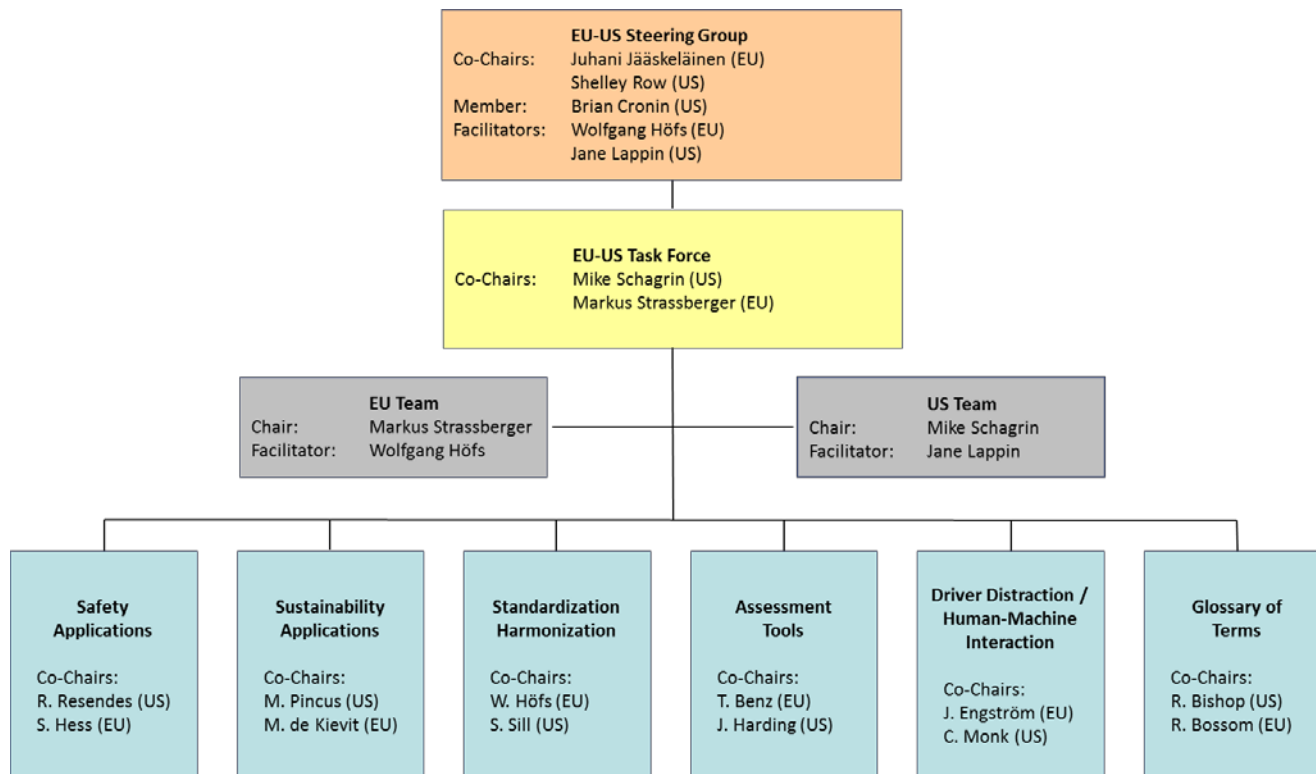 EU-US Steering Group
Co-Chairs: Juhani Jääskeläinen (EU)
Shelley Row (US)
Member: Brian Cronin (US)
Facilitators: Wolfgang Höfs (EU)
Jane Lappin (US)
EU-US Task Force
Co-Chairs: Mike Schagrin (US)
Markus Strassberger (EU)
EU Team
Chair: Markus Strassberger
Facilitator: Wolfgang Höfs
US Team
Chair: Mike Schagrin
Facilitator: Jane Lappin
Safety
Applications
Co-Chairs:
R. Resendes (US)
S. Hess (EU)
Sustainability
Applications
Co-Chairs:
M. Pincus (US)
M. de Kievit (EU)
Standardization
Harmonization
Co-Chairs:
W. Höfs (EU)
S. Sill (US)
Assessment
Tools
Co-Chairs:
T. Benz (EU)
J. Harding (US)
Driver Distraction /
Human-Machine
Interaction
Co-Chairs:
J. Engström (EU)
C. Monk (US)
Glossary of
Terms
Co-Chairs:
R. Bishop (US)
R. Bossom (EU)